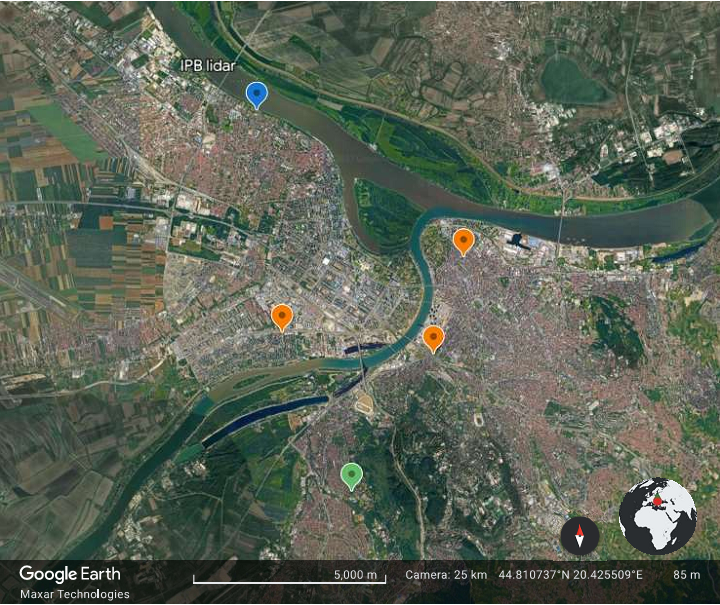 IPB lidar
Google Earth
Maxar Technologies
5,000 m
Camera: 25 km 44.810737°N 20.425509°E 85 m